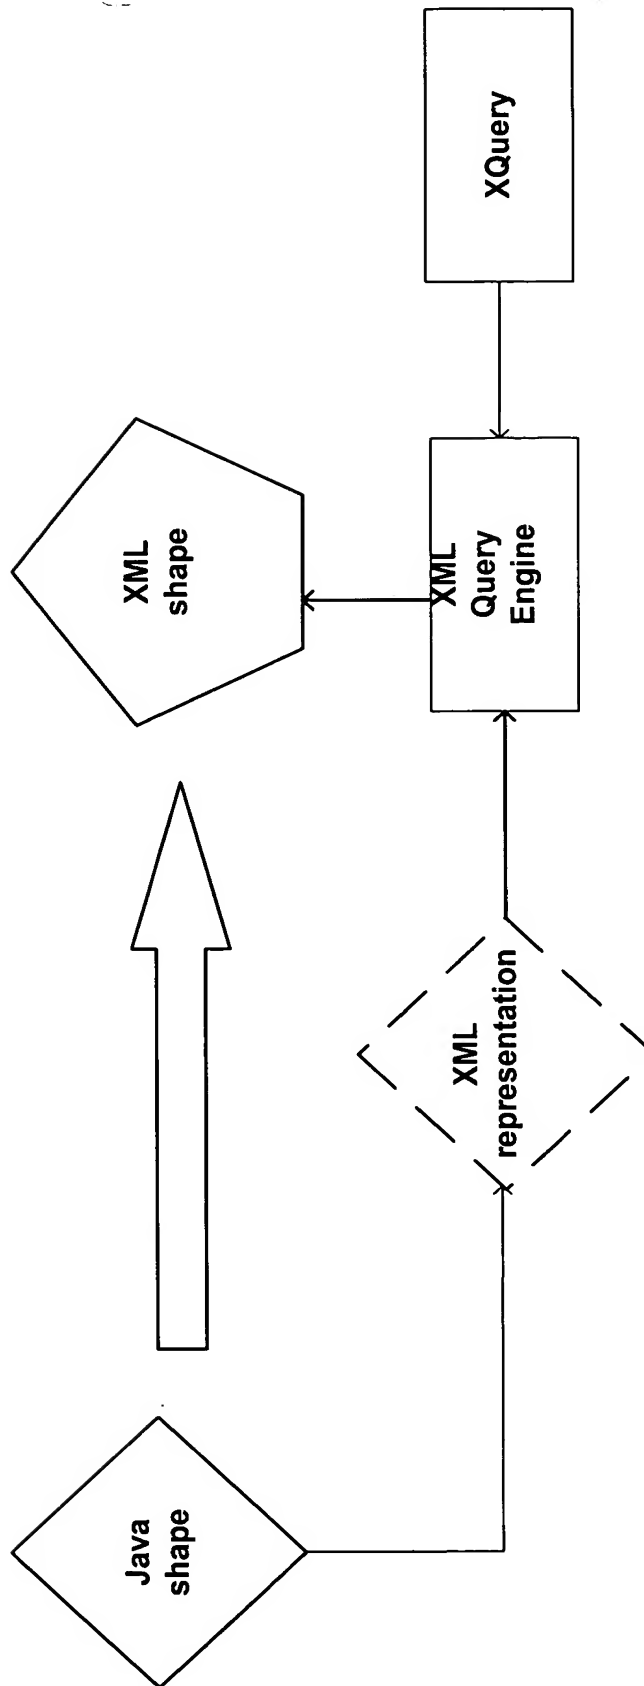 Java
shape
XML
shape
XML
representation
XML
Query
Engine
XQuery